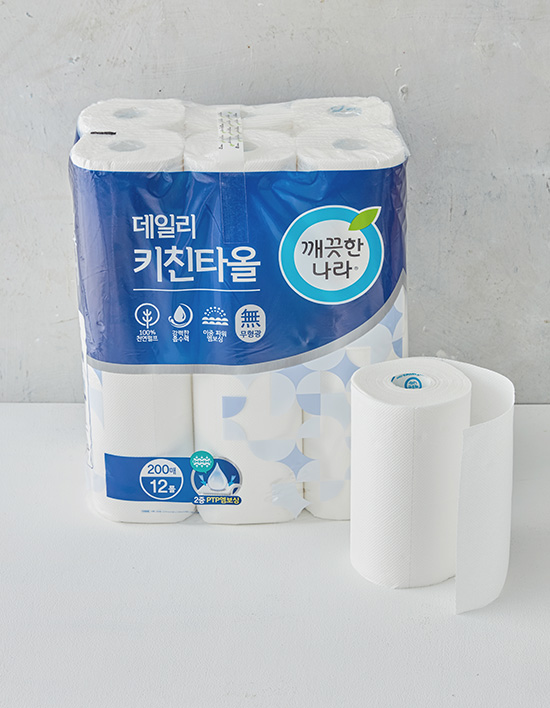 데일리
키친타올
깨끗한
나라®
100%
천연펄프
강력한
흡수력
이중 파워
엠보싱
無
무형광
200매
12롤
2중 PTP엠보싱